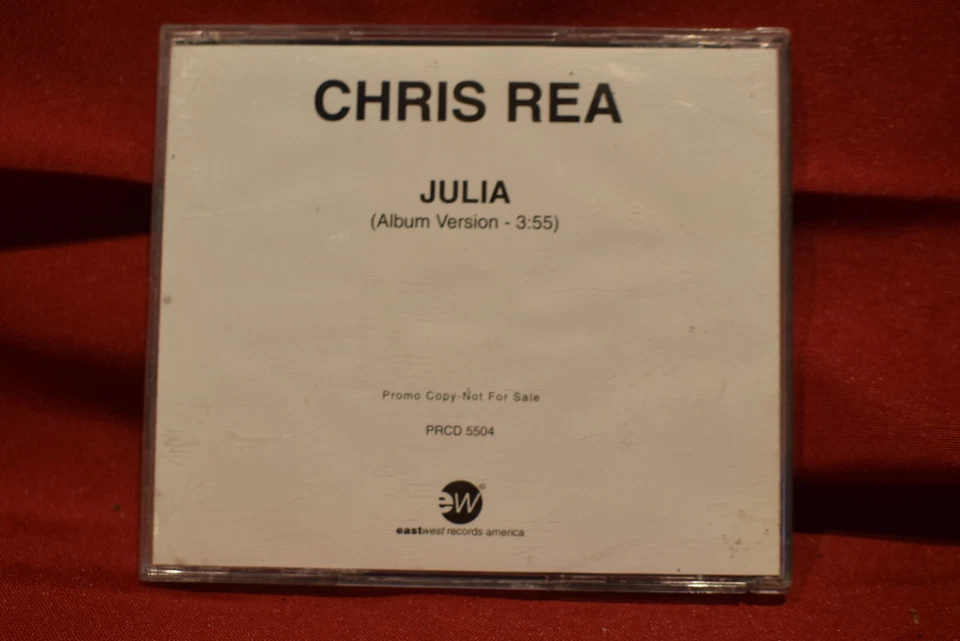 CHRIS REA
JULIA
(Album Version - 3:55)
Promo Copy-Not For Sale
PRCD 5504
ew
eastwest records america